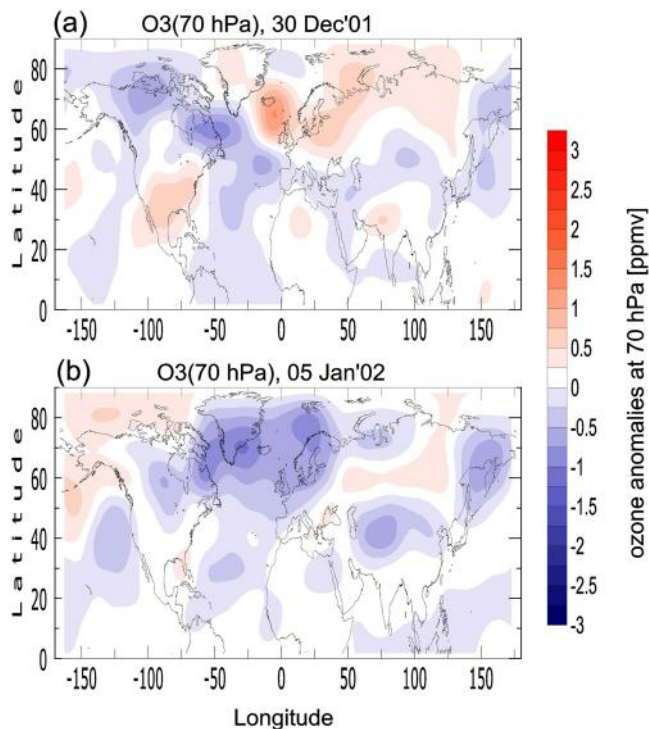 (a) O3(70 hPa), 30 Dec'01
80
60
40
20
0
Latitude
-150 -100 -50 0 50 100 150
(b) O3(70 hPa), 05 Jan'02
80
60
40
20
0
Latitude
-150 -100 -50 0 50 100 150
Longitude
3
2.5
2
1.5
1
0.5
0
-0.5
-1
-1.5
-2
-2.5
-3
ozone anomalies at 70 hPa [ppmv]